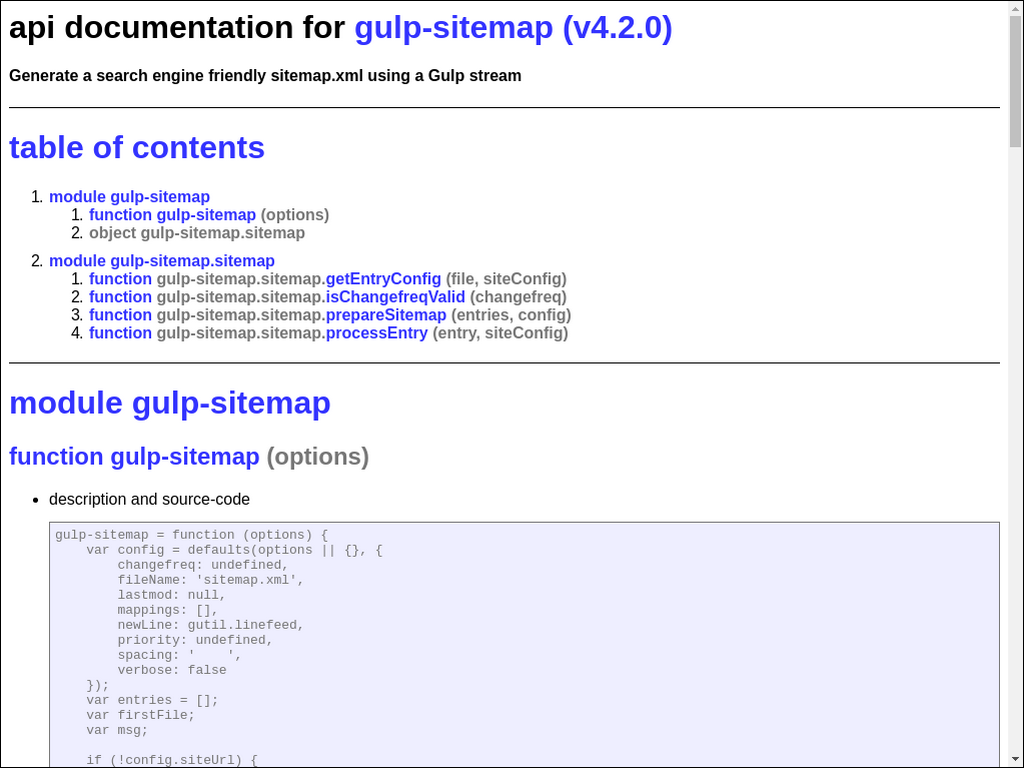 api documentation for gulp-sitemap (v4.2.0)
Generate a search engine friendly sitemap.xml using a Gulp stream
table of contents
1. module gulp-sitemap
1. function gulp-sitemap (options)
2. object gulp-sitemap.sitemap
2. module gulp-sitemap.sitemap
1. function gulp-sitemap.sitemap.getEntryConfig (file, siteConfig)
2. function gulp-sitemap.sitemap.isChangefreqValid (changefreq)
3. function gulp-sitemap.sitemap.prepareSitemap (entries, config)
4. function gulp-sitemap.sitemap.processEntry (entry, siteConfig)
module gulp-sitemap
function gulp-sitemap (options)
• description and source-code
gulp-sitemap = function (options) {
    var config = defaults(options || {}, {
        changefreq: undefined,
        fileName: 'sitemap.xml',
        lastmod: null,
        mappings: [],
        newLine: gutil.linefeed,
        priority: undefined,
        spacing: '    ',
        verbose: false
    });
    var entries = [];
    var firstFile;
    var msg;
    if (!config.siteUrl) {